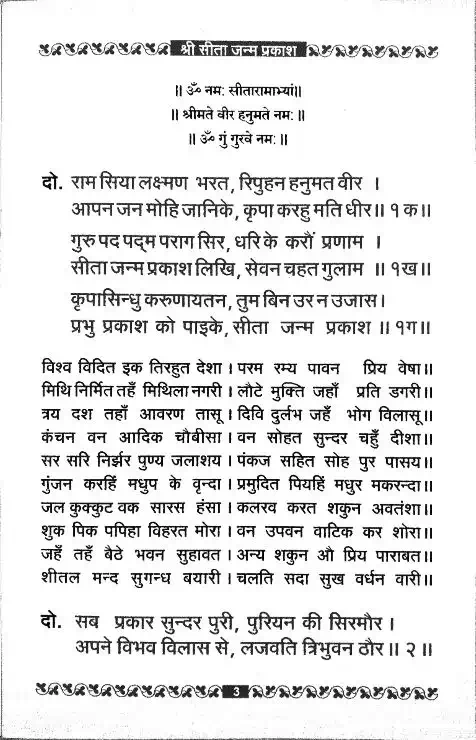 श्री सीता जन्म प्रकाश
॥ ॐ नमः सीतारामाभ्यां॥
॥ श्रीमते वीर हनुमते नमः ॥
॥ ॐ गुं गुरवे नमः ॥
दो. राम सिया लक्ष्मण भरत, रिपुहन हनुमत वीर ।
आपन जन मोहि जानिके, कृपा करहु मति धीर॥ १ क॥
गुरु पद पद्म पराग सिर, धरि के करौं प्रणाम ।
सीता जन्म प्रकाश लिखि, सेवन चहत गुलाम ॥ १ख॥
कृपासिन्धु करुणायतन, तुम बिन उर न उजास।
प्रभु प्रकाश को पाइके, सीता जन्म प्रकाश ॥ १ग॥
विश्व विदित इक तिरहुत देशा। परम रम्य पावन प्रिय वेषा॥
मिथि निर्मित तहँ मिथिला नगरी। लौटे मुक्ति जहाँ प्रति डगरी॥
त्रय दश तहाँ आवरण तासू। दिवि दुर्लभ जहँ भोग विलासू॥
कंचन वन आदिक चौबीसा। वन सोहत सुन्दर चहुँ दीशा॥
सर सरि निर्झर पुण्य जलाशय। पंकज सहित सोह पुर पासय॥
गुंजन करहिं मधुप के वृन्दा। प्रमुदित पियहिं मधुर मकरन्दा॥
जल कुक्कुट वक सारस हंसा। कलरव करत शकुन अवतंशा॥
शुक पिक पपिहा विहरत मोरा। वन उपवन वाटिक कर शोरा॥
जहँ तहँ बैठे भवन सुहावत। अन्य शकुन औ प्रिय पाराबत॥
शीतल मन्द सुगन्ध बयारी। चलति सदा सुख वर्धन वारी॥
दो. सब प्रकार सुन्दर पुरी, पुरियन की सिरमौर ।
अपने विभव विलास से, लजवति त्रिभुवन ठौर॥ २॥
3